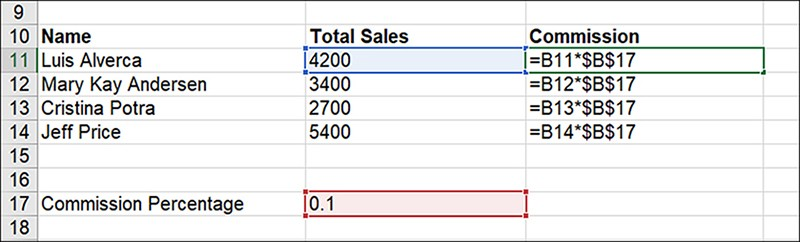 9
10 Name Total Sales Commission
11 Luis Alverca 4200 =B11*$B$17
12 Mary Kay Andersen 3400 =B12*$B$17
13 Cristina Potra 2700 =B13*$B$17
14 Jeff Price 5400 =B14*$B$17
15
16
17 Commission Percentage 0.1
18